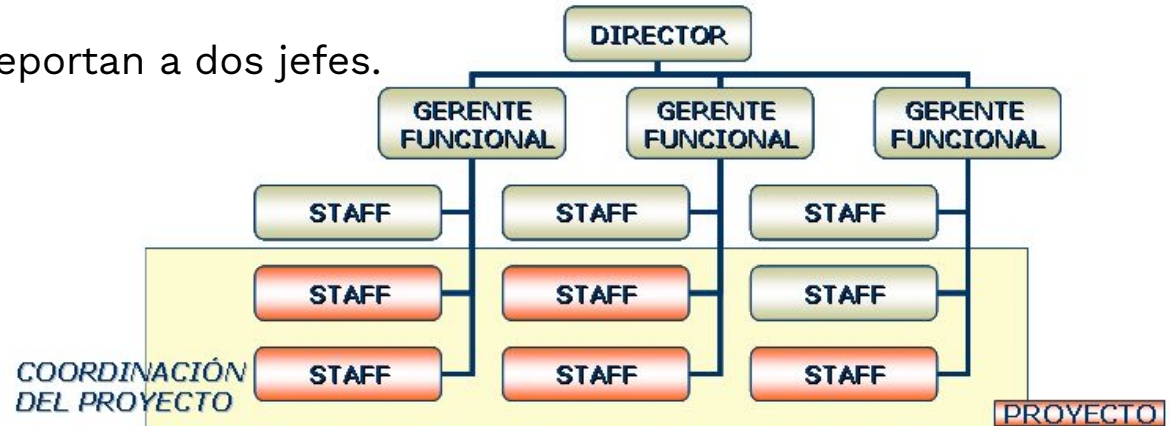 DIRECTOR
eportan a dos jefes.
GERENTE
FUNCIONAL
GERENTE
FUNCIONAL
GERENTE
FUNCIONAL
STAFF
STAFF
STAFF
STAFF
STAFF
STAFF
COORDINACIÓN
DEL PROYECTO
STAFF
STAFF
STAFF
PROYECTO